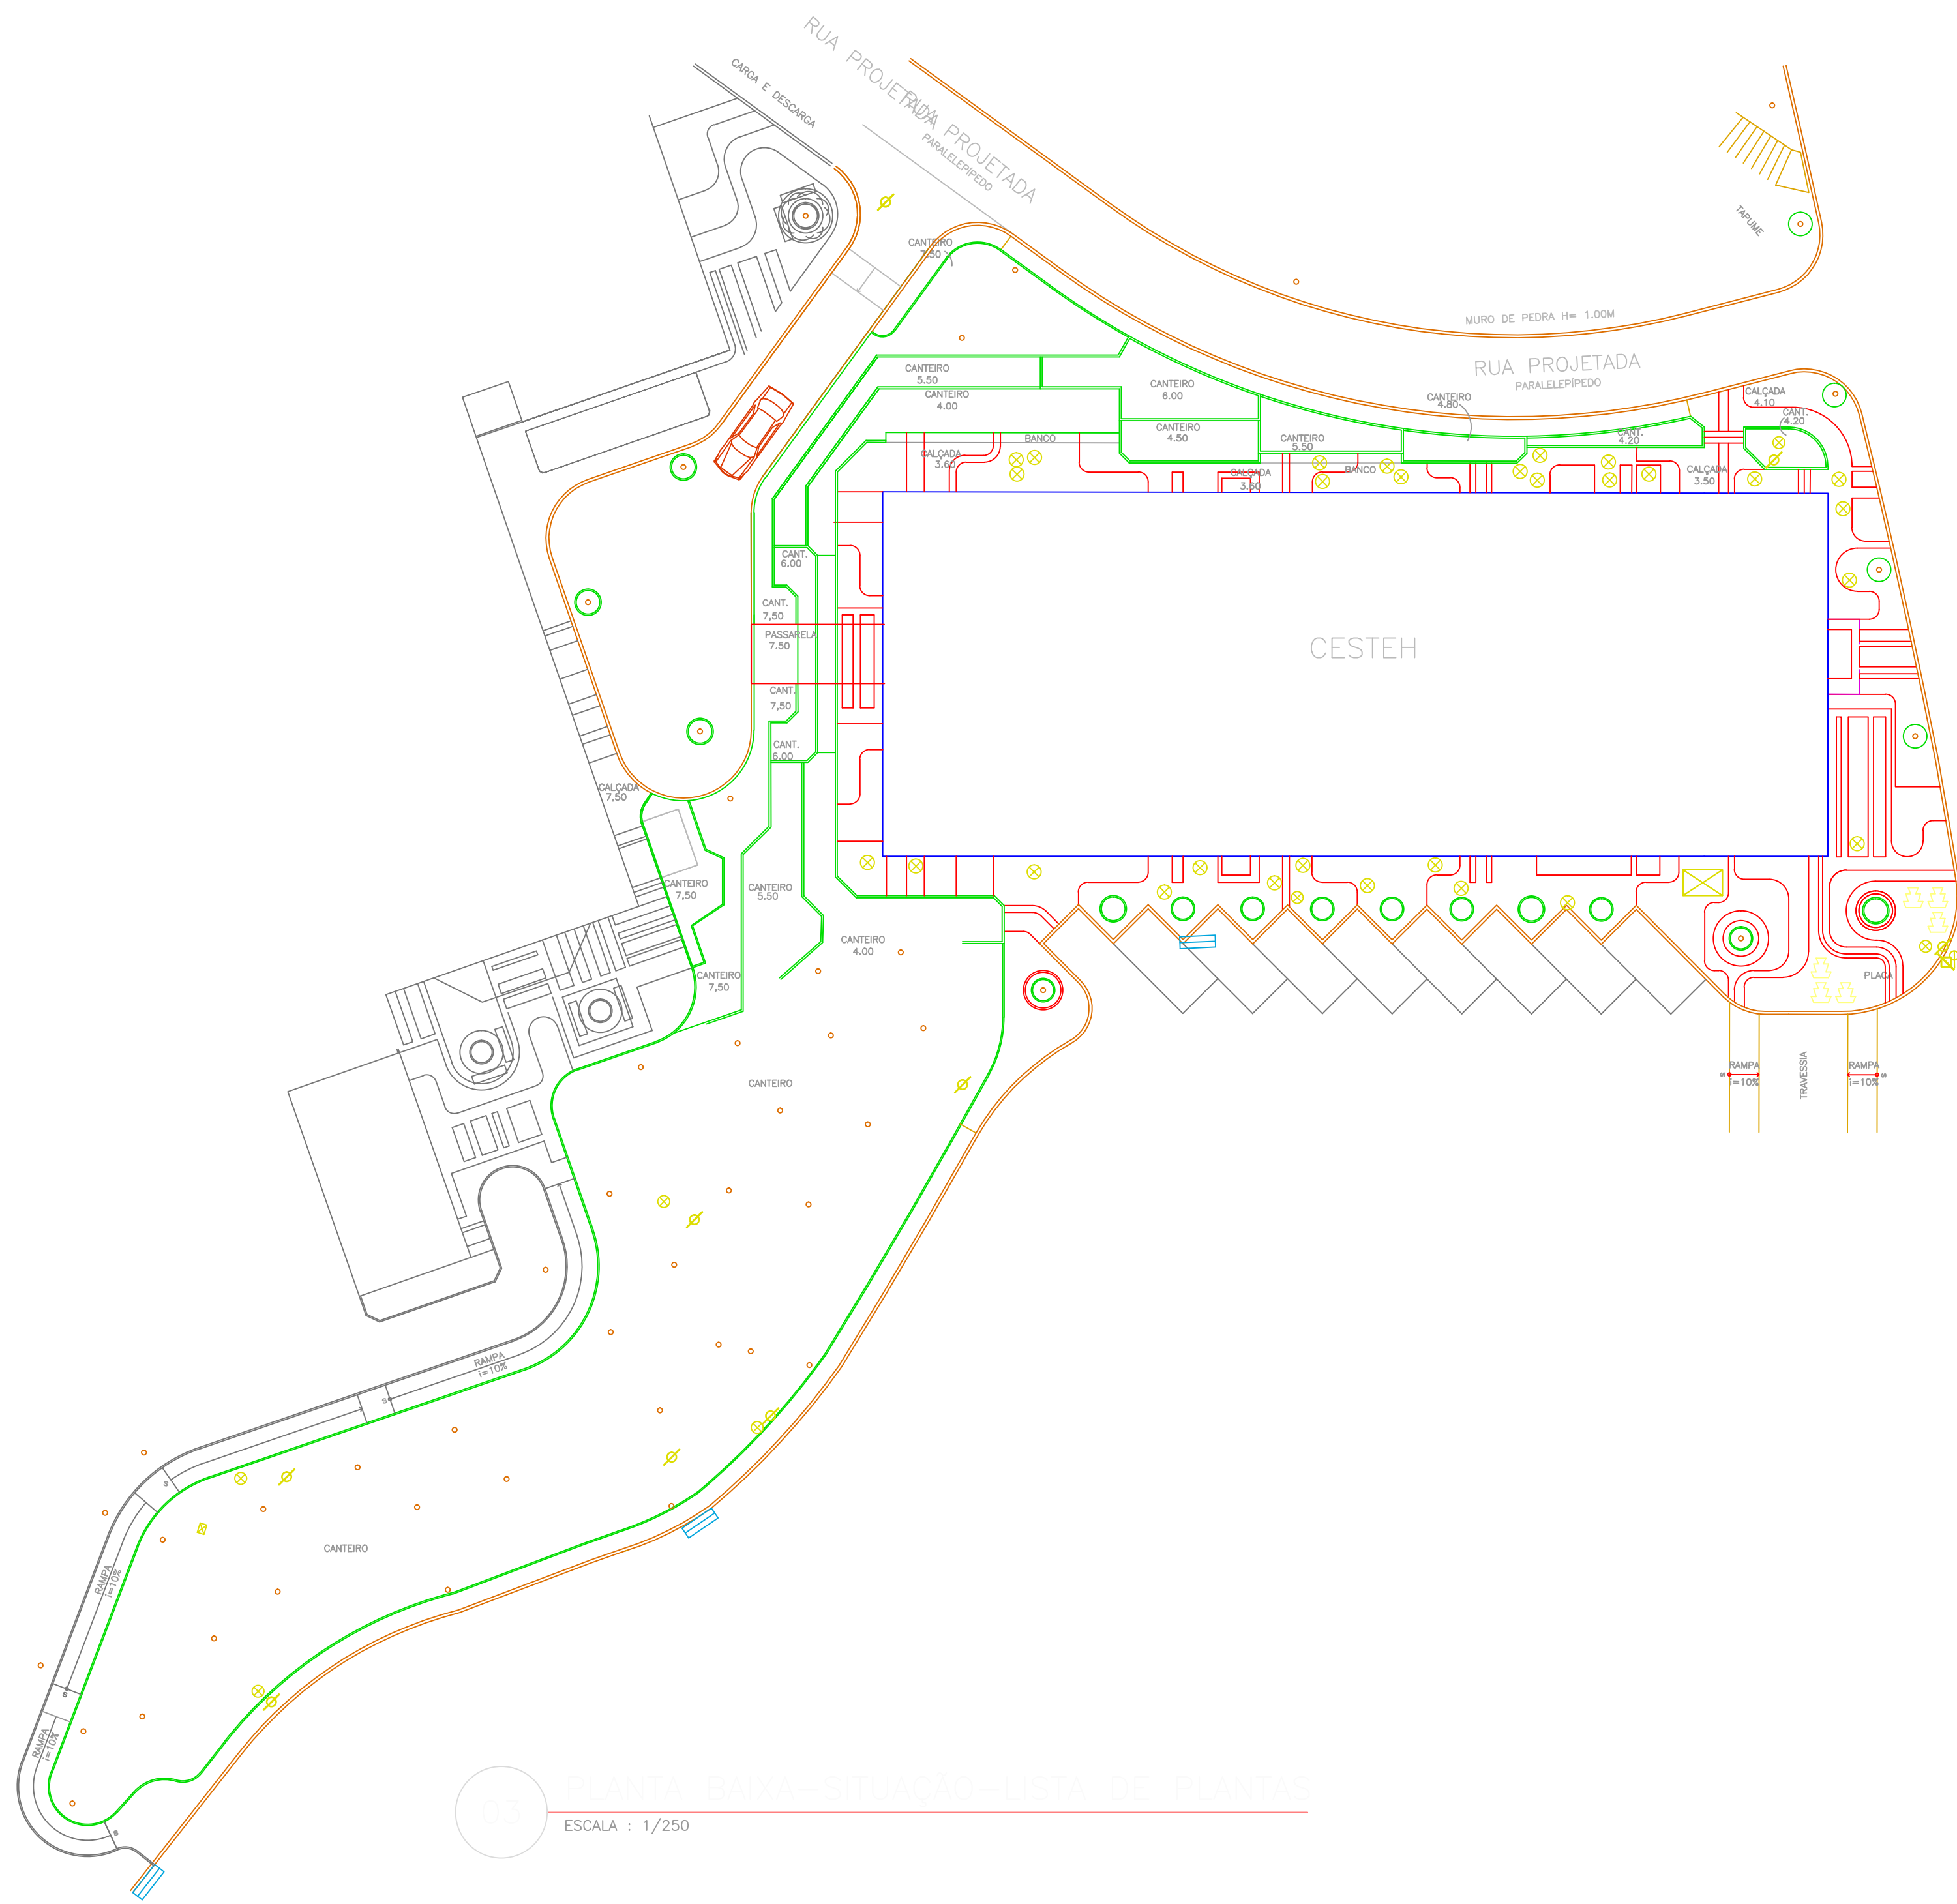 RUA PROJETADA
CARGA E DESCARGA
RUA PROJETADA
PARALELEPÍPEDO
TAPUME
CANTEIRO
7.50
MURO DE PEDRA H= 1.00M
RUA PROJETADA
PARALELEPÍPEDO
CANTEIRO
5.50
CANTEIRO
4.00
CANTEIRO
6.00
CANTEIRO
4.80
CALÇADA
4.10
CANT.
4.20
CANTEIRO
4.50
CANTEIRO
5.50
CANT.
4.20
BANCO
CALÇADA
3.60
CALÇADA
3.60
BANCO
CALÇADA
3.50
CANT.
6.00
CANT.
7,50
PASSARELA
7.50
CESTEH
CANT.
7,50
CANT.
6.00
CALÇADA
7,50
CANTEIRO
7,50
CANTEIRO
5.50
CANTEIRO
4.00
CANTEIRO
7,50
PLACA
CANTEIRO
RAMPA
i=10%
S
TRAVESSIA
RAMPA
i=10%
S
RAMPA
i=10%
S
S
CANTEIRO
RAMPA
i=10%
S
RAMPA
i=10%
S
PLANTA BAIXA-SITUAÇÃO-LISTA DE PLANTAS
ESCALA : 1/250